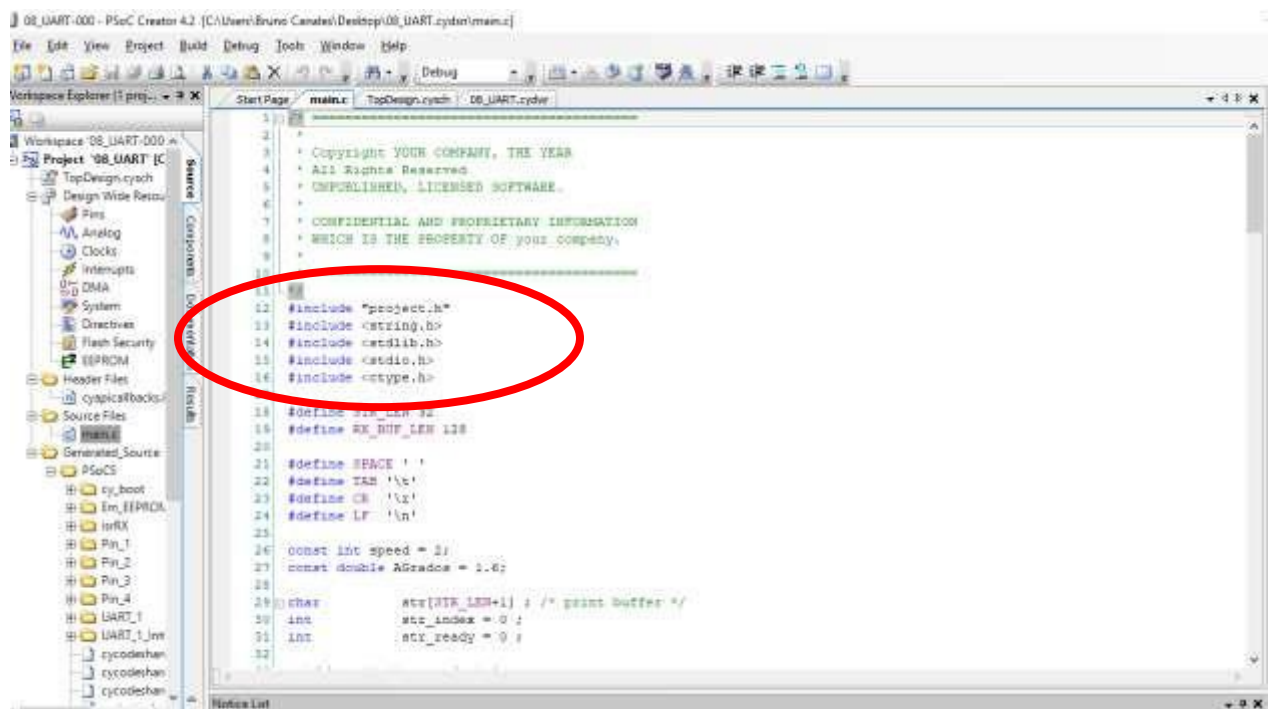 08_UART-000 - PSoC Creator 4.2 [C:\Users\Bruno Canales\Desktop\08_UART.cydsn\main.c]
File Edit View Project Build Debug Tools Window Help
Debug
Workspace Explorer (1 proj...
Start Page main.c TopDesign.cysch 08_UART.cydwr
Workspace '08_UART-000
Project '08_UART' [C
TopDesign.cysch
Design Wide Resou
Pins
Analog
Clocks
Interrupts
DMA
System
Directives
Flash Security
EEPROM
Header Files
cyapicallbacks.
Source Files
main.c
Generated_Source
PSoC5
cy_boot
Em_EEPROM
isrRX
Pin_1
Pin_2
Pin_3
Pin_4
UART_1
UART_1_Int
cycodeshar
cycodeshar
cycodeshar
Source
Components
Results
1 /* ========================================
2 *
3 * Copyright YOUR COMPANY, THE YEAR
4 * All Rights Reserved
5 * UNPUBLISHED, LICENSED SOFTWARE.
6 *
7 * CONFIDENTIAL AND PROPRIETARY INFORMATION
8 * WHICH IS THE PROPERTY OF your company.
9 *
10 * ========================================
11 */
12 #include "project.h"
13 #include <string.h>
14 #include <stdlib.h>
15 #include <stdio.h>
16 #include <ctype.h>
18 #define STR_LEN 32
19 #define RX_BUF_LEN 128
20
21 #define SPACE ' '
22 #define TAB '\t'
23 #define CR '\r'
24 #define LF '\n'
25
26 const int speed = 2;
27 const double AGrados = 1.6;
28
29 char str[STR_LEN+1] ; /* print buffer */
30 int str_index = 0 ;
31 int str_ready = 0 ;
32
Notice List